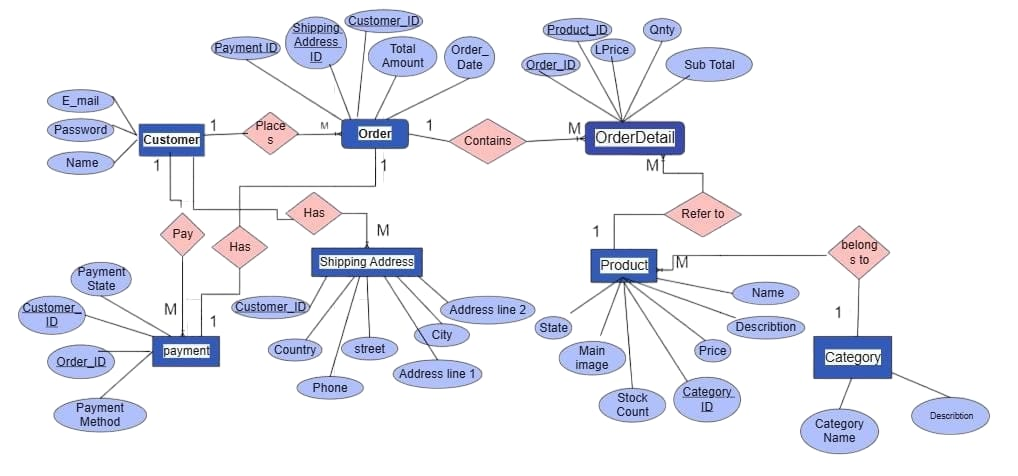 Customer_ID
Shipping
Address_
ID
Payment ID
Total
Amount
Order_
Date
Product_ID
Qnty
LPrice
Order_ID
Sub Total
E_mail
Password
Name
Customer
1
Place
s
M
Order
1
Contains
M
OrderDetail
1
1
M
Pay
Has
Has
M
Refer to
1
belong
s to
Shipping Address
Product
M
Payment
State
Customer_
ID
M
1
Order_ID
payment
Payment
Method
Customer_ID
Address line 2
City
Country
street
Address line 1
Phone
Name
State
Describtion
Main
image
Price
Stock
Count
Category_
ID
1
Category
Category
Name
Describtion